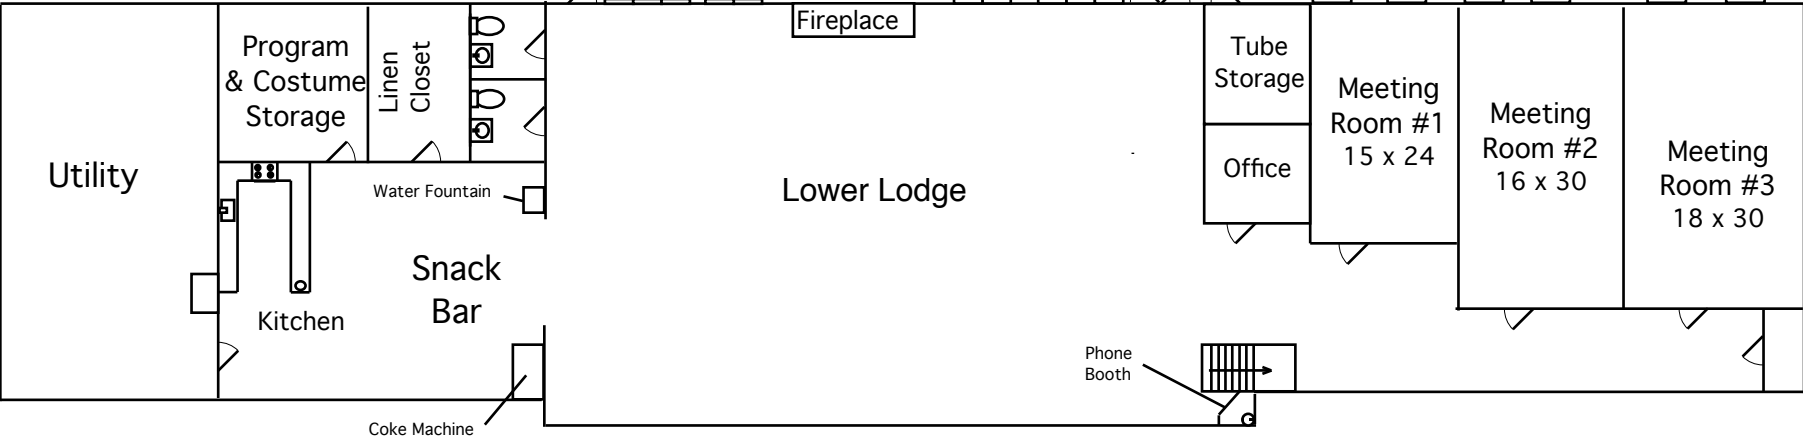 Fireplace
Program
& Costume
Storage
Linen
Closet
Tube
Storage
Meeting
Room #1
15 x 24
Meeting
Room #2
16 x 30
Meeting
Room #3
18 x 30
Utility
Water Fountain
Lower Lodge
Office
Snack
Bar
Kitchen
Phone
Booth
Coke Machine